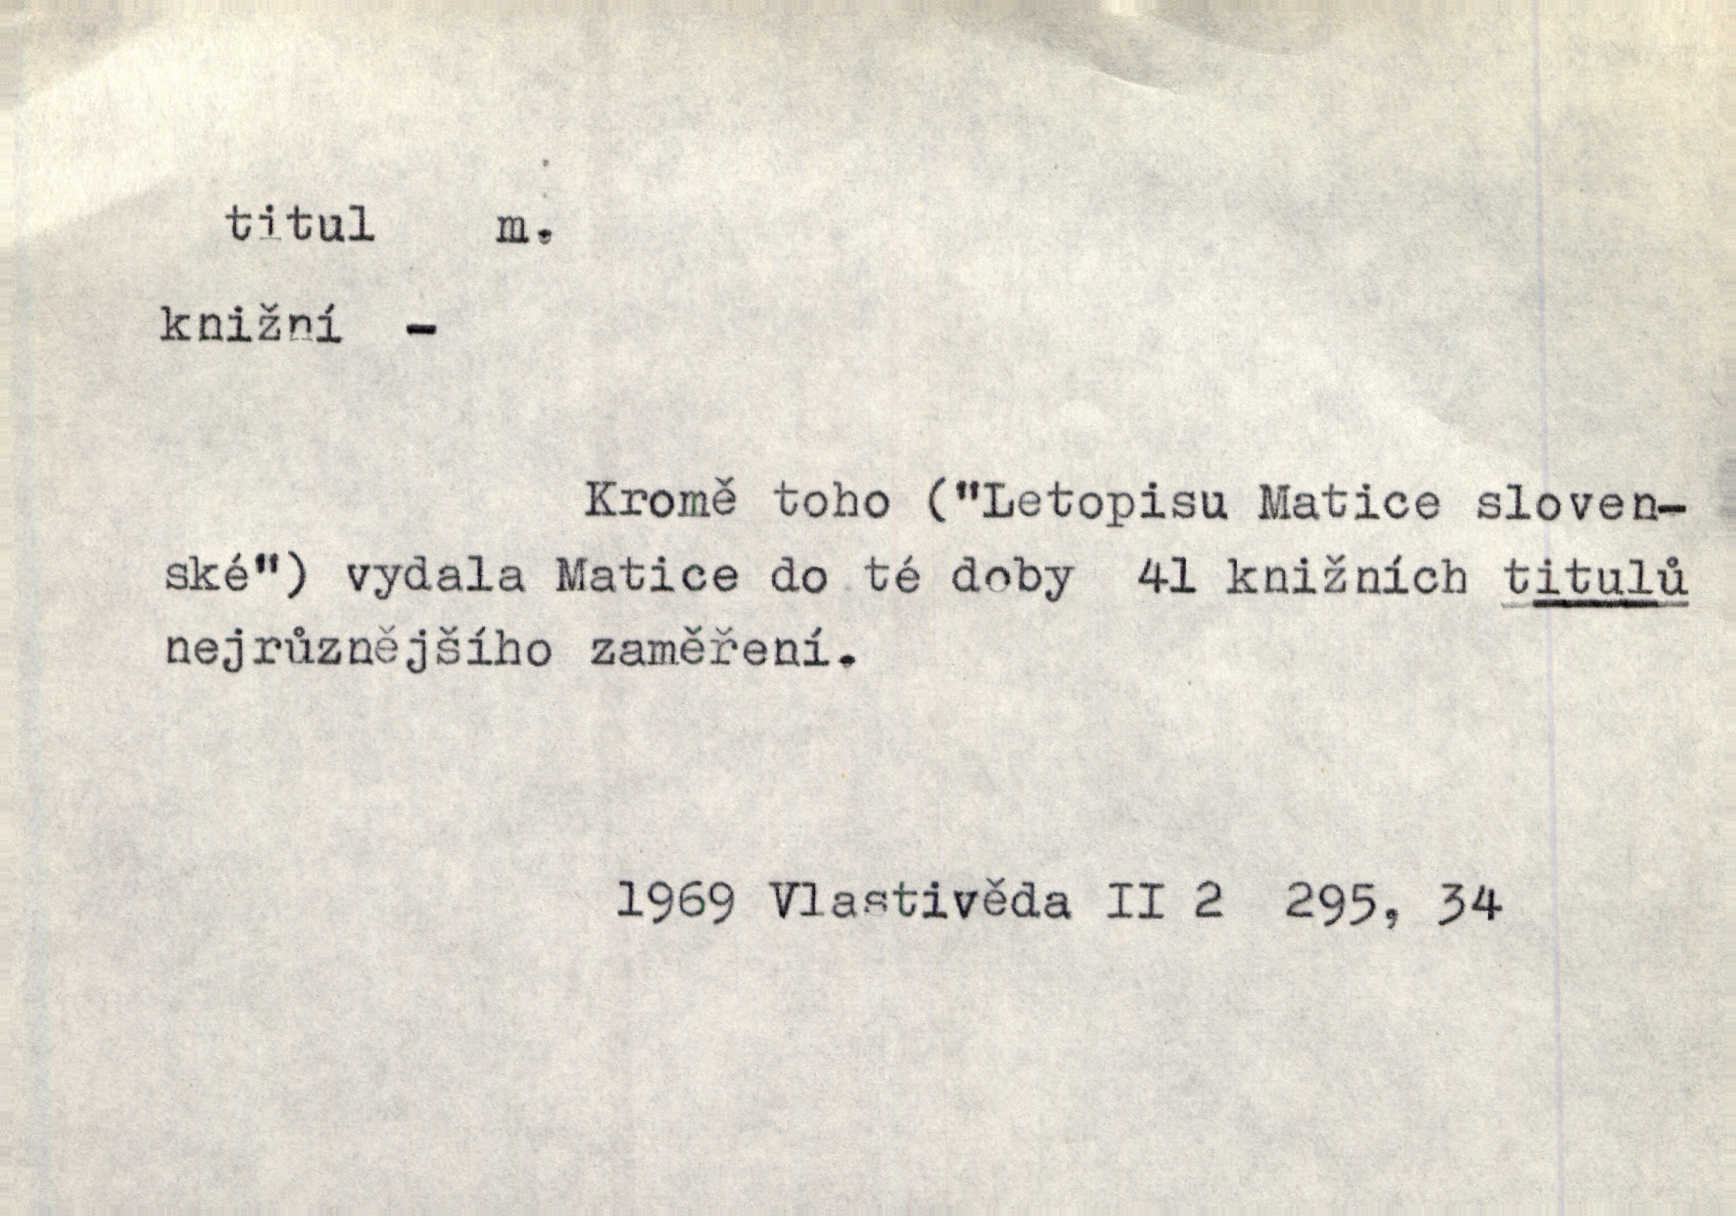 titul m.
knižní -
Kromě toho ("Letopisu Matice sloven-
ské") vydala Matice do té doby 41 knižních titulů
nejrůznějšího zaměření.
1969 Vlastivěda II 2 295, 34